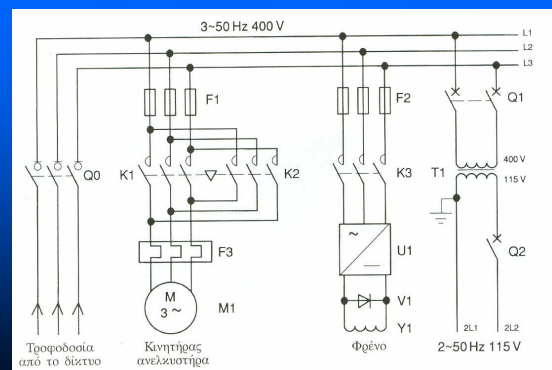 3~50 Hz 400 V
L1
L2
L3
F1
F2
Q1
K1
K2
K3
T1
400 V
115 V
Q0
F3
U1
Q2
M
3 ~
M1
V1
Y1
2L1
2L2
Τροφοδοσία
από το δίκτυο
Κινητήρας
ανελκυστήρα
Φρένο
2~50 Hz 115 V